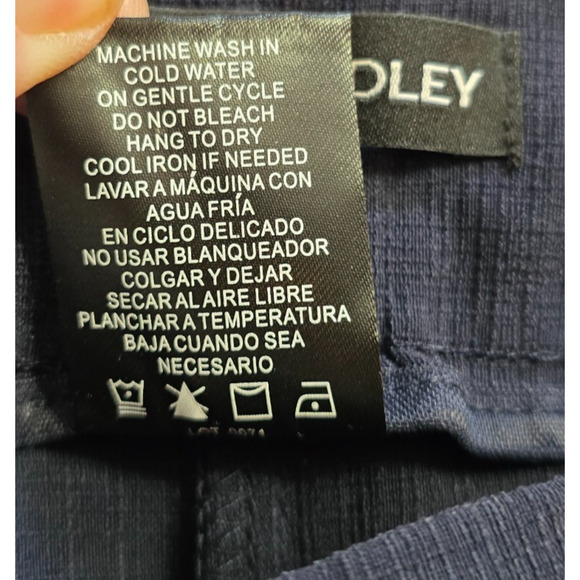 MACHINE WASH IN
COLD WATER
ON GENTLE CYCLE
DO NOT BLEACH
HANG TO DRY
COOL IRON IF NEEDED
LAVAR A MÁQUINA CON
AGUA FRÍA
EN CICLO DELICADO
NO USAR BLANQUEADOR
COLGAR Y DEJAR
SECAR AL AIRE LIBRE
PLANCHAR A TEMPERATURA
BAJA CUANDO SEA
NECESARIO
OLEY